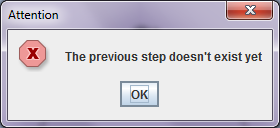 Attention
The previous step doesn't exist yet
OK